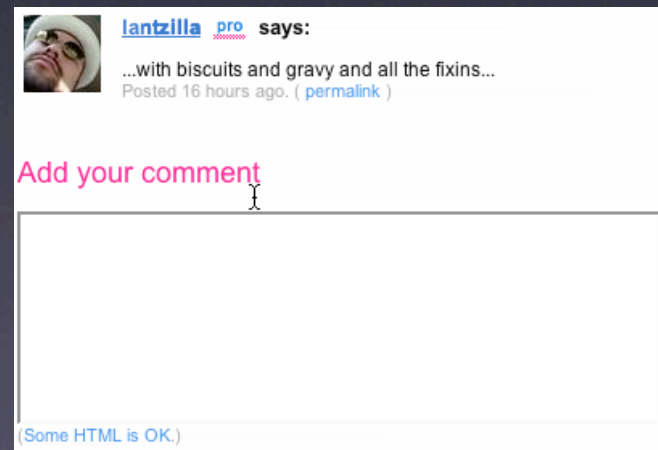 lantzilla pro says:
...with biscuits and gravy and all the fixins...
Posted 16 hours ago. ( permalink )
Add your comment
(Some HTML is OK.)